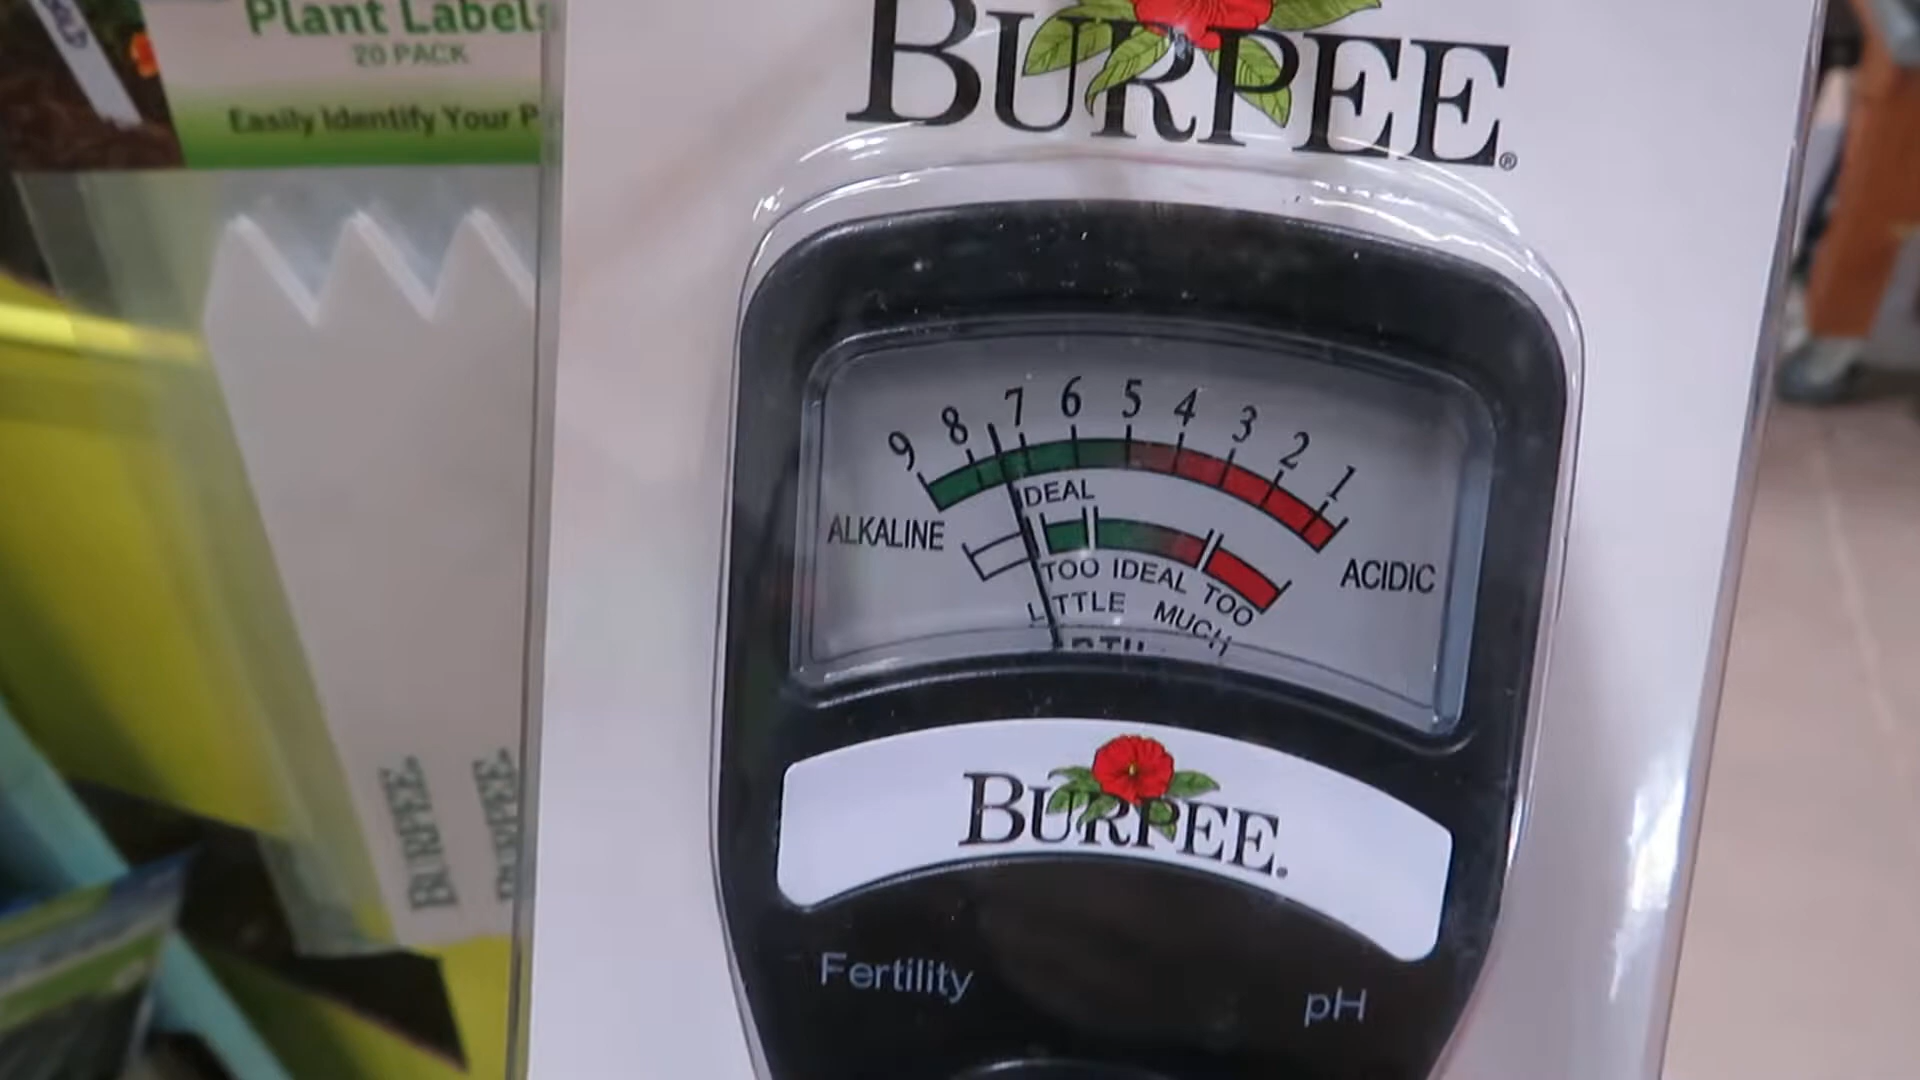 Plant Labels
20 PACK
Easily Identify Your
BURPEE®
9 8 7 6 5 4 3 2 1
IDEAL
ALKALINE
ACIDIC
TOO IDEAL TOO
LITTLE MUCH
BURPEE.
Fertility
pH
BURPEE
BURPEE